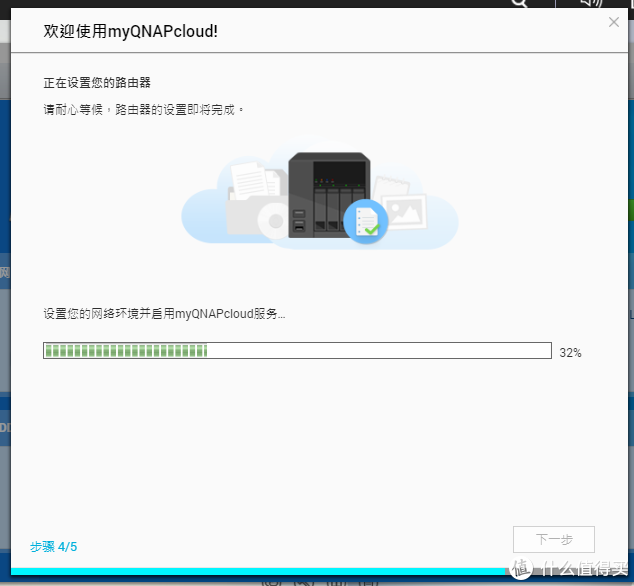 欢迎使用myQNAPcloud!
正在设置您的路由器
请耐心等候，路由器的设置即将完成。
设置您的网络环境并启用myQNAPcloud服务...
32%
步骤 4/5
下一步
值 什么值得买